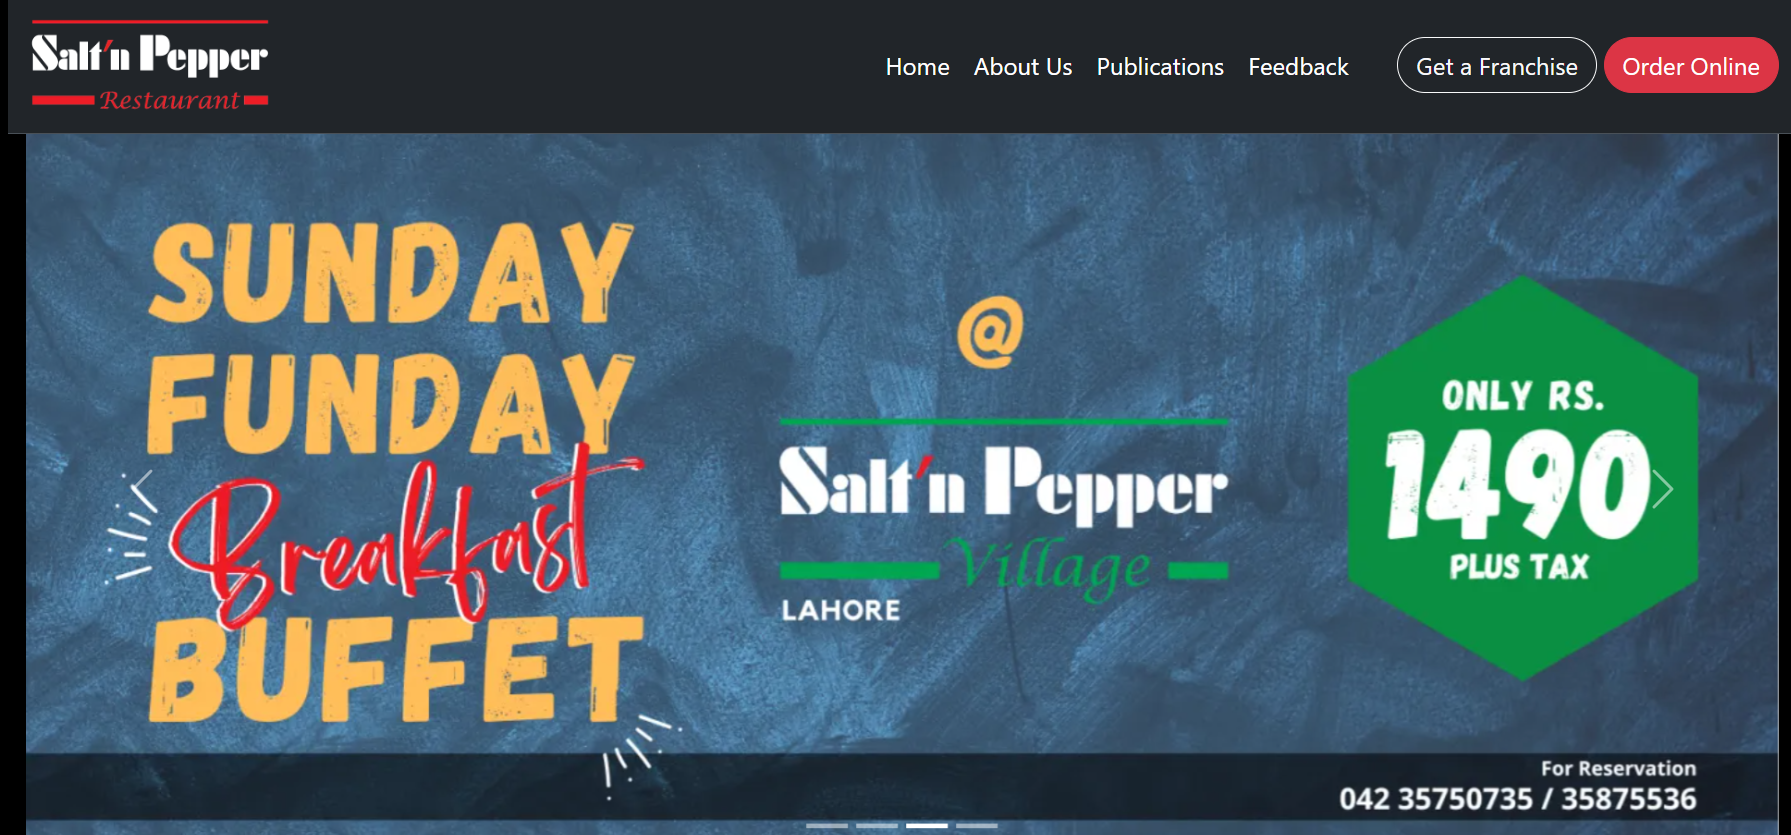 Salt'n Pepper
Restaurant
Home About Us Publications Feedback Get a Franchise Order Online
SUNDAY
FUNDAY
Breakfast
BUFFET
@
Salt'n Pepper
Village
LAHORE
ONLY RS.
1490
PLUS TAX
For Reservation
042 35750735 / 35875536